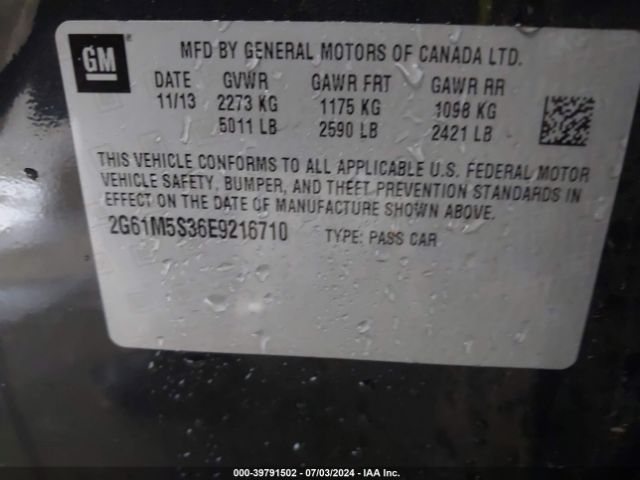 GM
MFD BY GENERAL MOTORS OF CANADA LTD.
DATE GVWR GAWR FRT GAWR RR
11/13 2273 KG 1175 KG 1098 KG
5011 LB 2590 LB 2421 LB
THIS VEHICLE CONFORMS TO ALL APPLICABLE U.S. FEDERAL MOTOR
VEHICLE SAFETY, BUMPER, AND THEFT PREVENTION STANDARDS IN
EFFECT ON THE DATE OF MANUFACTURE SHOWN ABOVE.
2G61M5S36E9216710 TYPE: PASS CAR
000-39791502 - 07/03/2024 - IAA Inc.